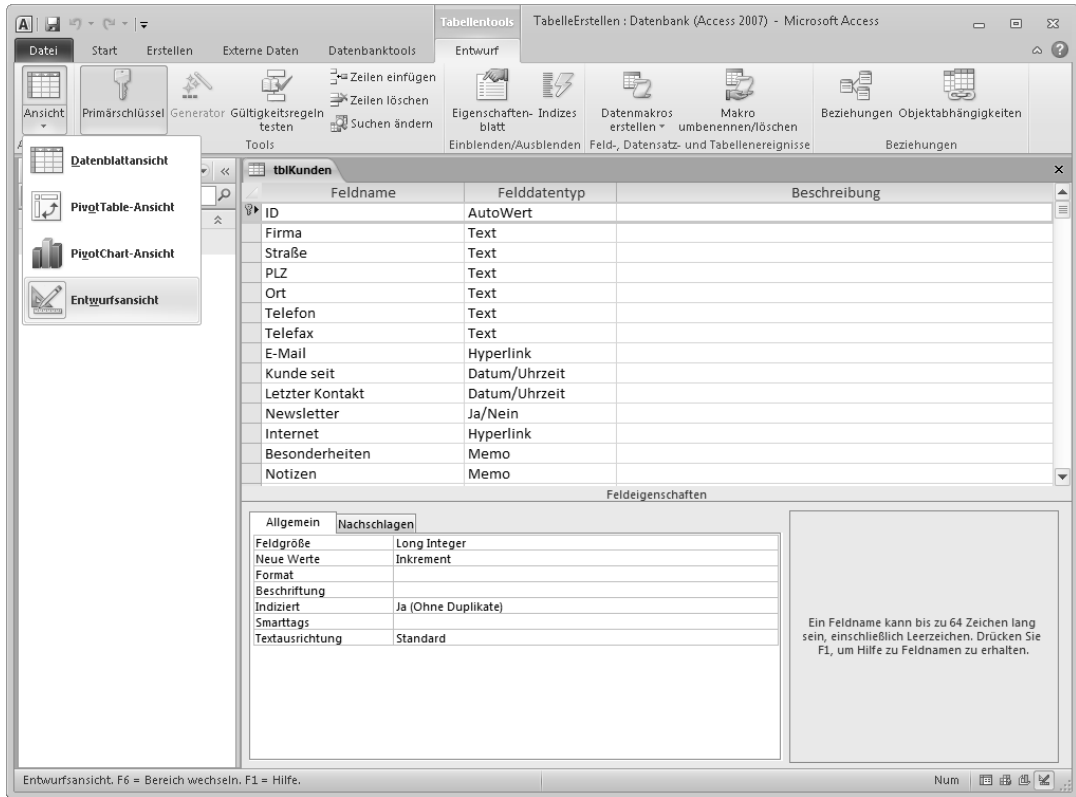 A
Tabellentools
TabelleErstellen : Datenbank (Access 2007) - Microsoft Access
Datei Start Erstellen Externe Daten Datenbanktools Entwurf
Ansicht
Primärschlüssel
Generator
Gültigkeitsregeln
testen
Zeilen einfügen
Zeilen löschen
Suchen ändern
Eigenschaften-
blatt
Indizes
Datenmakros
erstellen
Makro
umbenennen/löschen
Beziehungen
Objektabhängigkeiten
Tools
Einblenden/Ausblenden
Feld-, Datensatz- und Tabellenereignisse
Beziehungen
Datenblattansicht
PivotTable-Ansicht
PivotChart-Ansicht
Entwurfsansicht
tblKunden
Feldname Felddatentyp Beschreibung
ID AutoWert
Firma Text
Straße Text
PLZ Text
Ort Text
Telefon Text
Telefax Text
E-Mail Hyperlink
Kunde seit Datum/Uhrzeit
Letzter Kontakt Datum/Uhrzeit
Newsletter Ja/Nein
Internet Hyperlink
Besonderheiten Memo
Notizen Memo
Feldeigenschaften
Allgemein Nachschlagen
Feldgröße Long Integer
Neue Werte Inkrement
Format
Beschriftung
Indiziert Ja (Ohne Duplikate)
Smarttags
Textausrichtung Standard
Ein Feldname kann bis zu 64 Zeichen lang
sein, einschließlich Leerzeichen. Drücken Sie
F1, um Hilfe zu Feldnamen zu erhalten.
Entwurfsansicht. F6 = Bereich wechseln. F1 = Hilfe.
Num